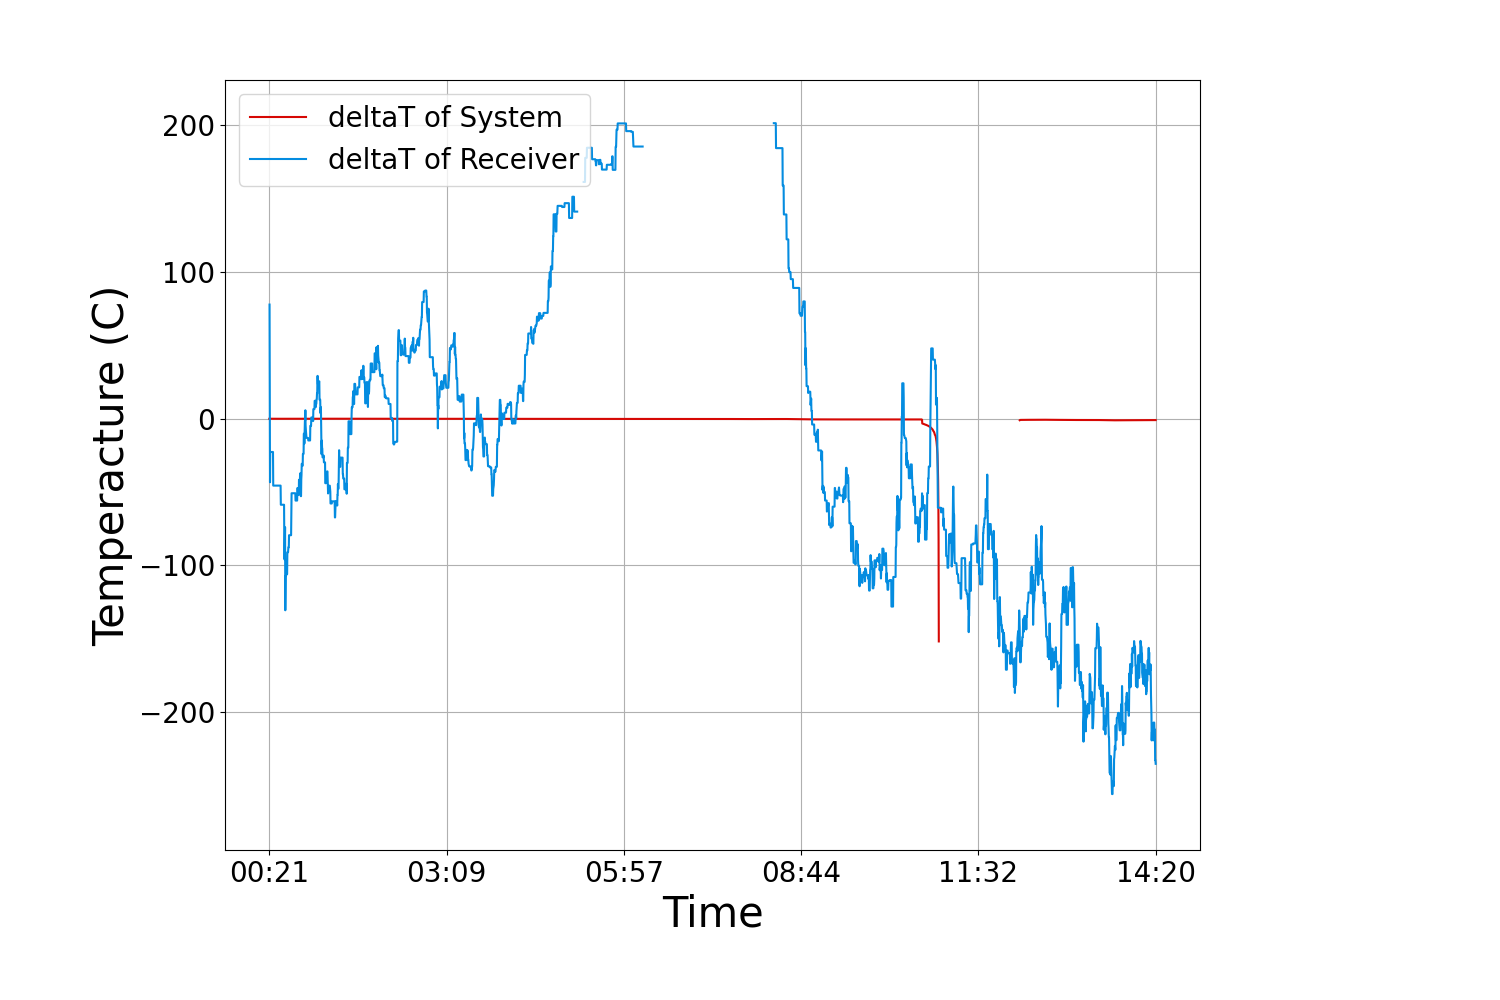 deltaT of System
deltaT of Receiver
200
100
0
−100
−200
Temperacture (C)
00:21 03:09 05:57 08:44 11:32 14:20
Time